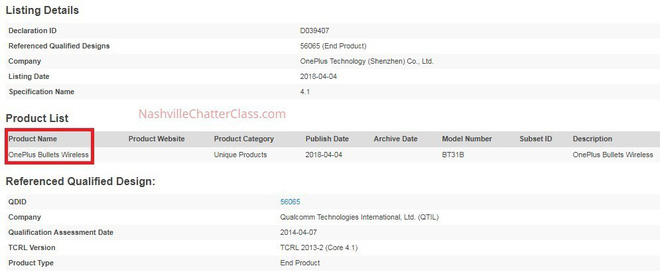 Listing Details
Declaration ID D039407
Referenced Qualified Designs 56065 (End Product)
Company OnePlus Technology (Shenzhen) Co., Ltd.
Listing Date 2018-04-04
Specification Name 4.1
NashvilleChatterClass.com
Product List
Product Name Product Website Product Category Publish Date Archive Date Model Number Subset ID Description
OnePlus Bullets Wireless Unique Products 2018-04-04 BT31B OnePlus Bullets Wireless
Referenced Qualified Design:
QDID 56065
Company Qualcomm Technologies International, Ltd. (QTIL)
Qualification Assessment Date 2014-04-07
TCRL Version TCRL 2013-2 (Core 4.1)
Product Type End Product